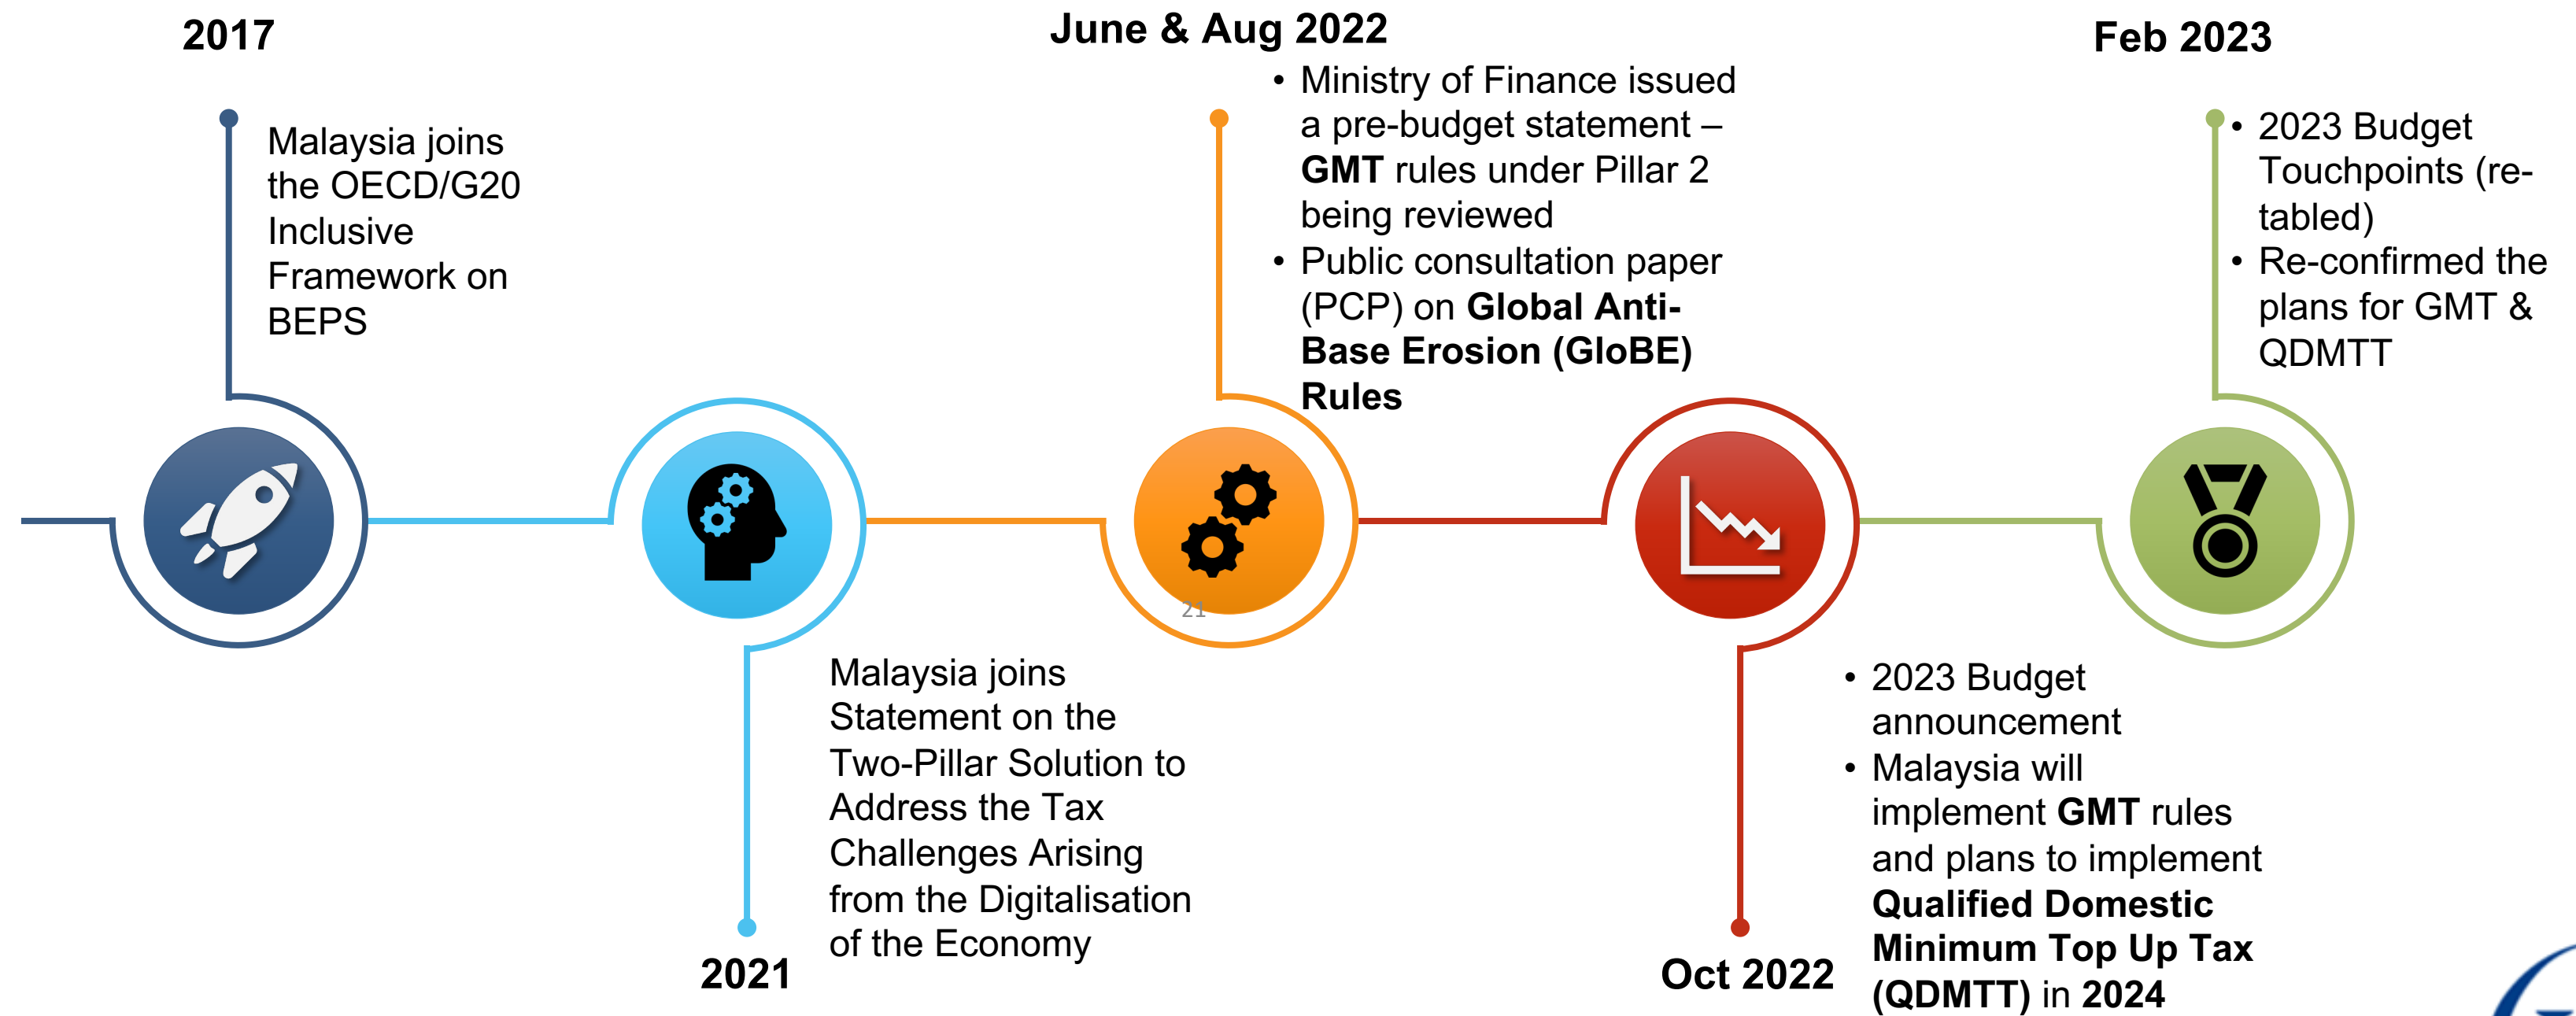 2017
Malaysia joins
the OECD/G20
Inclusive
Framework on
BEPS
Malaysia joins
Statement on the
Two-Pillar Solution to
Address the Tax
Challenges Arising
from the Digitalisation
of the Economy
2021
June & Aug 2022
• Ministry of Finance issued
a pre-budget statement –
GMT rules under Pillar 2
being reviewed
• Public consultation paper
(PCP) on Global Anti-
Base Erosion (GloBE)
Rules
21
• 2023 Budget
announcement
• Malaysia will
implement GMT rules
and plans to implement
Qualified Domestic
Minimum Top Up Tax
(QDMTT) in 2024
Oct 2022
Feb 2023
• 2023 Budget
Touchpoints (re-
tabled)
• Re-confirmed the
plans for GMT &
QDMTT